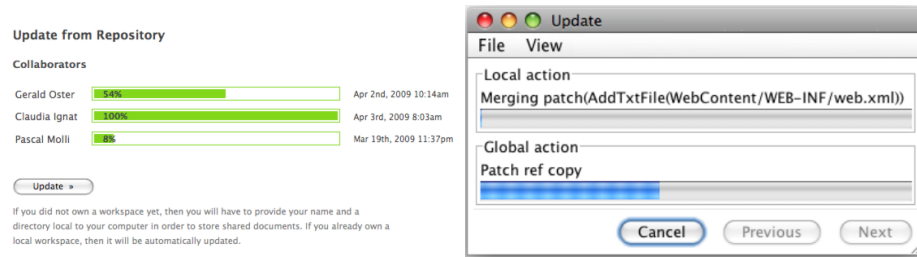 Update from Repository
Collaborators
Gerald Oster 54% Apr 2nd, 2009 10:14am
Claudia Ignat 100% Apr 3rd, 2009 8:03am
Pascal Molli 8% Mar 19th, 2009 11:37pm
Update »
If you did not own a workspace yet, then you will have to provide your name and a
directory local to your computer in order to store shared documents. If you already own a
local workspace, then it will be automatically updated.
Update
File View
Local action
Merging patch(AddTxtFile(WebContent/WEB-INF/web.xml))
Global action
Patch ref copy
Cancel Previous Next